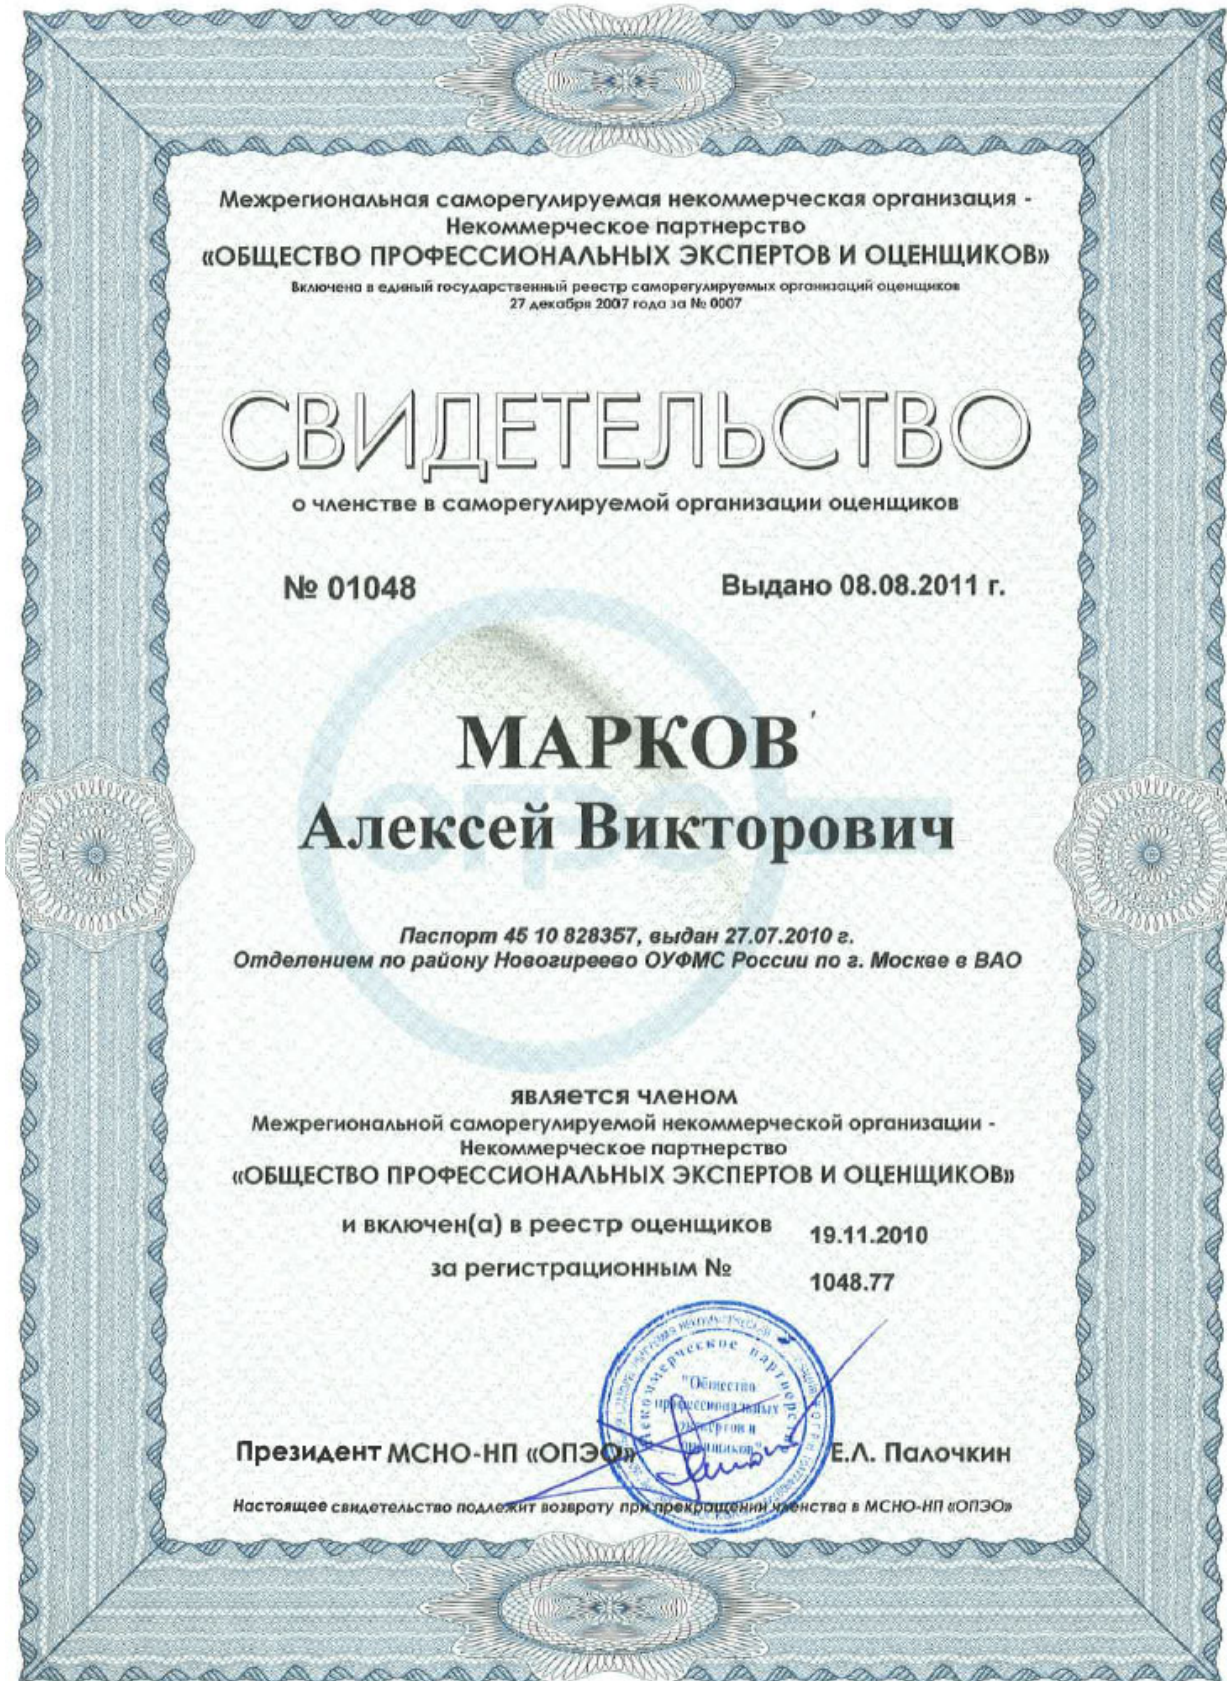 Межрегиональная саморегулируемая некоммерческая организация -
Некоммерческое партнерство
«ОБЩЕСТВО ПРОФЕССИОНАЛЬНЫХ ЭКСПЕРТОВ И ОЦЕНЩИКОВ»
Включена в единый государственный реестр саморегулируемых организаций оценщиков
27 декабря 2007 года за № 0007
СВИДЕТЕЛЬСТВО
о членстве в саморегулируемой организации оценщиков
№ 01048 Выдано 08.08.2011 г.
МАРКОВ
Алексей Викторович
опэо
Паспорт 45 10 828357, выдан 27.07.2010 г.
Отделением по району Новогиреево ОУФМС России по г. Москве в ВАО
является членом
Межрегиональной саморегулируемой некоммерческой организации -
Некоммерческое партнерство
«ОБЩЕСТВО ПРОФЕССИОНАЛЬНЫХ ЭКСПЕРТОВ И ОЦЕНЩИКОВ»
и включен(а) в реестр оценщиков 19.11.2010
за регистрационным № 1048.77
Некоммерческое партнерство
"Общество
профессиональных
экспертов и
оценщиков"
Президент МСНО-НП «ОПЭО» Е.Л. Палочкин
Настоящее свидетельство подлежит возврату при прекращении членства в МСНО-НП «ОПЭО»